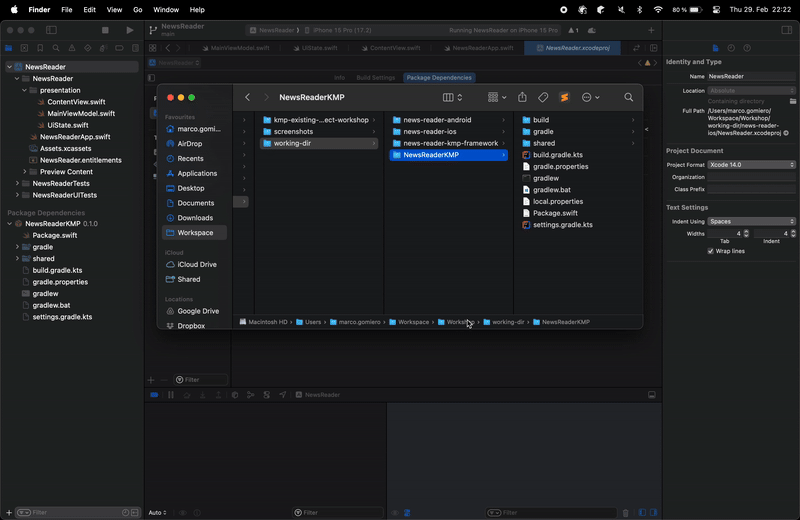 Finder File Edit View Go Window Help 80% Thu 29. Feb 22:22
NewsReader
main
NewsReader iPhone 15 Pro (17.2)
Running NewsReader on iPhone 15 Pro
1
MainViewModel.swift UiState.swift ContentView.swift NewsReaderApp.swift NewsReader.xcodeproj
NewsReader
Info Build Settings Package Dependencies
NewsReader
NewsReader
presentation
ContentView.swift
MainViewModel.swift
UiState.swift
NewsReaderApp.swift
Assets.xcassets
NewsReader.entitlements
Preview Content
NewsReaderTests
NewsReaderUITests
Package Dependencies
NewsReaderKMP 0.1.0
Package.swift
gradle
shared
build.gradle.kts
gradle.properties
gradlew
gradlew.bat
settings.gradle.kts
Filter
NewsReaderKMP
Favourites
marco.gomi...
AirDrop
Recents
Applications
Desktop
Documents
Downloads
Workspace
iCloud
iCloud Drive
Shared
Locations
Google Drive
Dropbox
kmp-existing-...ect-workshop
screenshots
working-dir
news-reader-android
news-reader-ios
news-reader-kmp-framework
NewsReaderKMP
build
gradle
shared
build.gradle.kts
gradle.properties
gradlew
gradlew.bat
local.properties
Package.swift
settings.gradle.kts
Macintosh HD Users marco.gomiero Workspace Workshop working-dir NewsReaderKMP
Filter
NewsReader
Auto
Filter
Filter
Identity and Type
Name NewsReader
Location Absolute
Containing directory
Full Path /Users/marco.gomiero/
Workspace/Workshop/
working-dir/news-reader-
ios/NewsReader.xcodeproj
Project Document
Project Format Xcode 14.0
Organization
Class Prefix
Text Settings
Indent Using Spaces
Widths 4 4
Tab Indent
Wrap lines